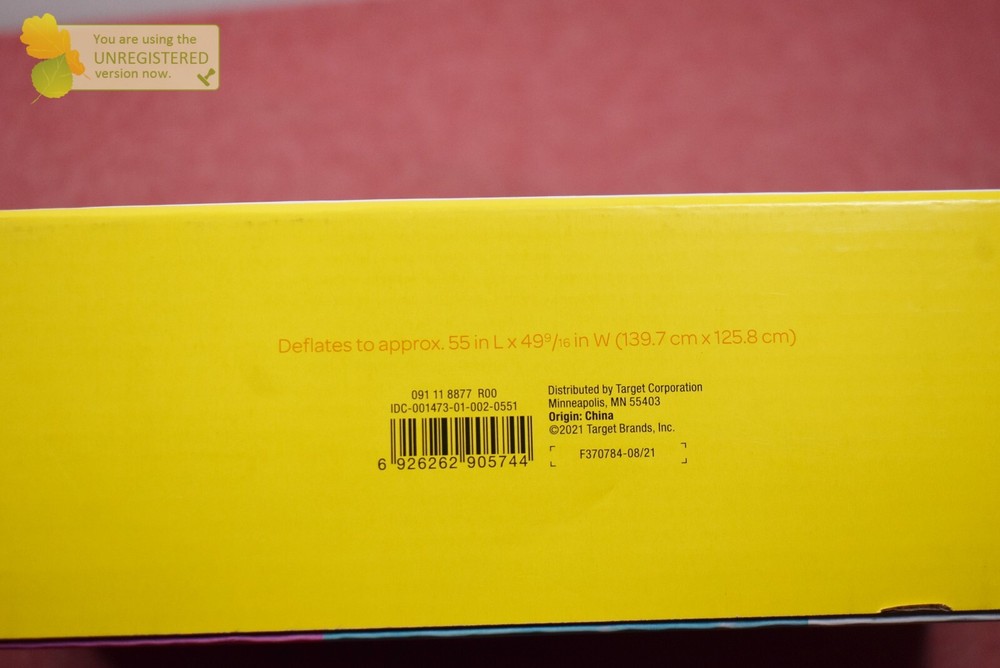 You are using the
UNREGISTERED
version now.
Deflates to approx. 55 in L x 49⁹/₁₆ in W (139.7 cm x 125.8 cm)
091 11 8877 R00
IDC-001473-01-002-0551
6 926262 905744
Distributed by Target Corporation
Minneapolis, MN 55403
Origin: China
©2021 Target Brands, Inc.
F370784-08/21